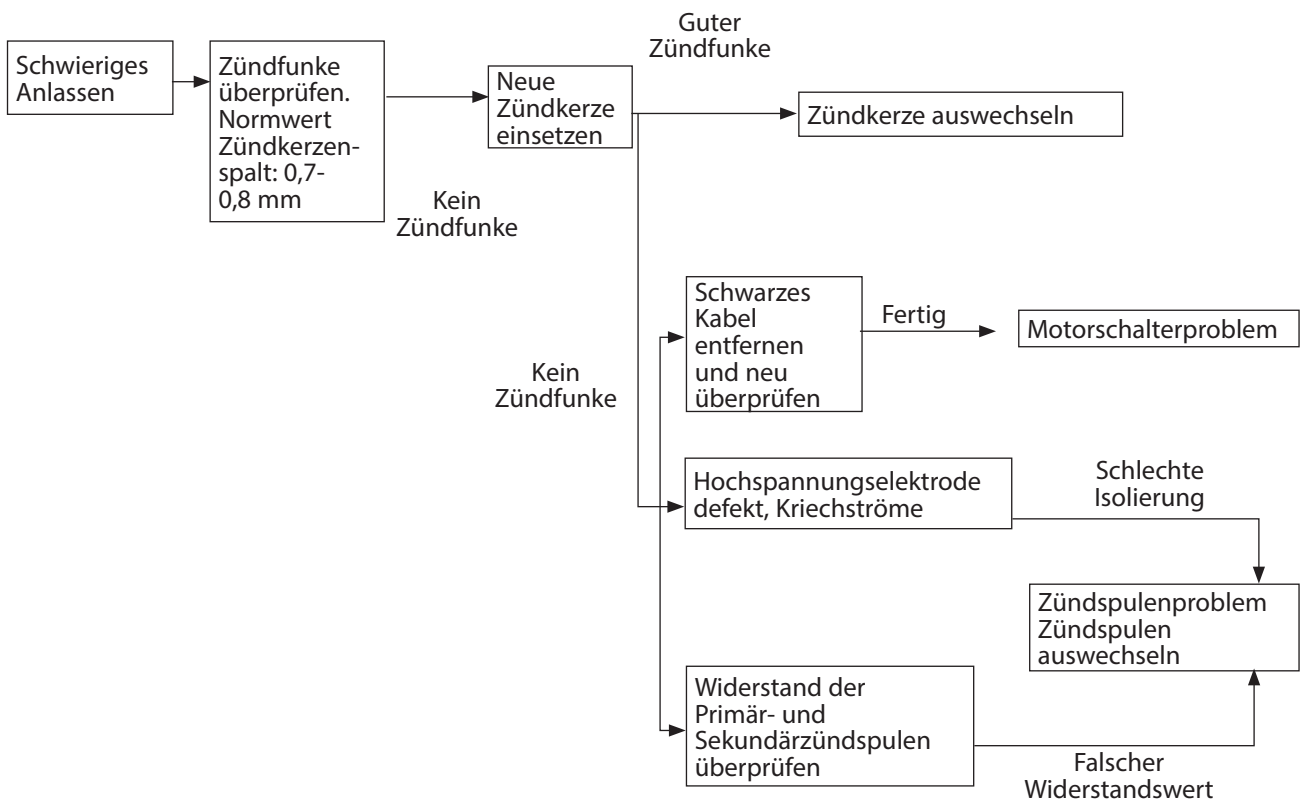 Schwieriges
Anlassen
Zündfunke
überprüfen.
Normwert
Zündkerzen-
spalt: 0,7-
0,8 mm
Kein
Zündfunke
Neue
Zündkerze
einsetzen
Guter
Zündfunke
Zündkerze auswechseln
Kein
Zündfunke
Schwarzes
Kabel
entfernen
und neu
überprüfen
Fertig
Motorschalterproblem
Hochspannungselektrode
defekt, Kriechströme
Schlechte
Isolierung
Zündspulenproblem
Zündspulen
auswechseln
Widerstand der
Primär- und
Sekundärzündspulen
überprüfen
Falscher
Widerstandswert